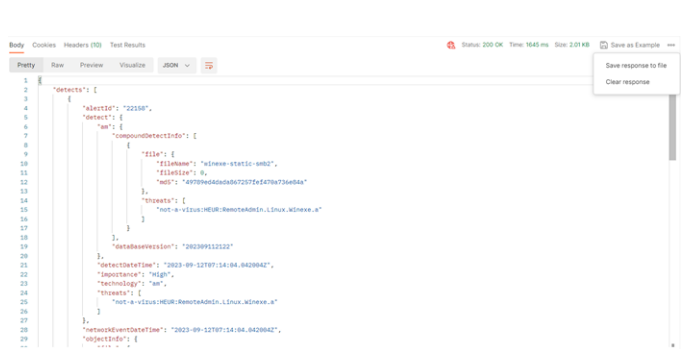 Body Cookies Headers (10) Test Results Status: 200 OK Time: 1645 ms Size: 2.01 KB Save as Example
Pretty Raw Preview Visualize JSON
Save response to file
Clear response
1 {
2 "detects": [
3 {
4 "alertId": "22158",
5 "detect": {
6 "am": {
7 "compoundDetectInfo": [
8 {
9 "file": {
10 "fileName": "winexe-static-smb2",
11 "fileSize": 0,
12 "md5": "49789ed4dada867257fef470a736e84a"
13 },
14 "threats": [
15 "not-a-virus:HEUR:RemoteAdmin.Linux.Winexe.a"
16 ]
17 }
18 ],
19 "dataBaseVersion": "202309112122"
20 },
21 "detectDateTime": "2023-09-12T07:14:04.042004Z",
22 "importance": "High",
23 "technology": "am",
24 "threats": [
25 "not-a-virus:HEUR:RemoteAdmin.Linux.Winexe.a"
26 ]
27 },
28 "networkEventDateTime": "2023-09-12T07:14:04.042004Z",
29 "objectInfo": {